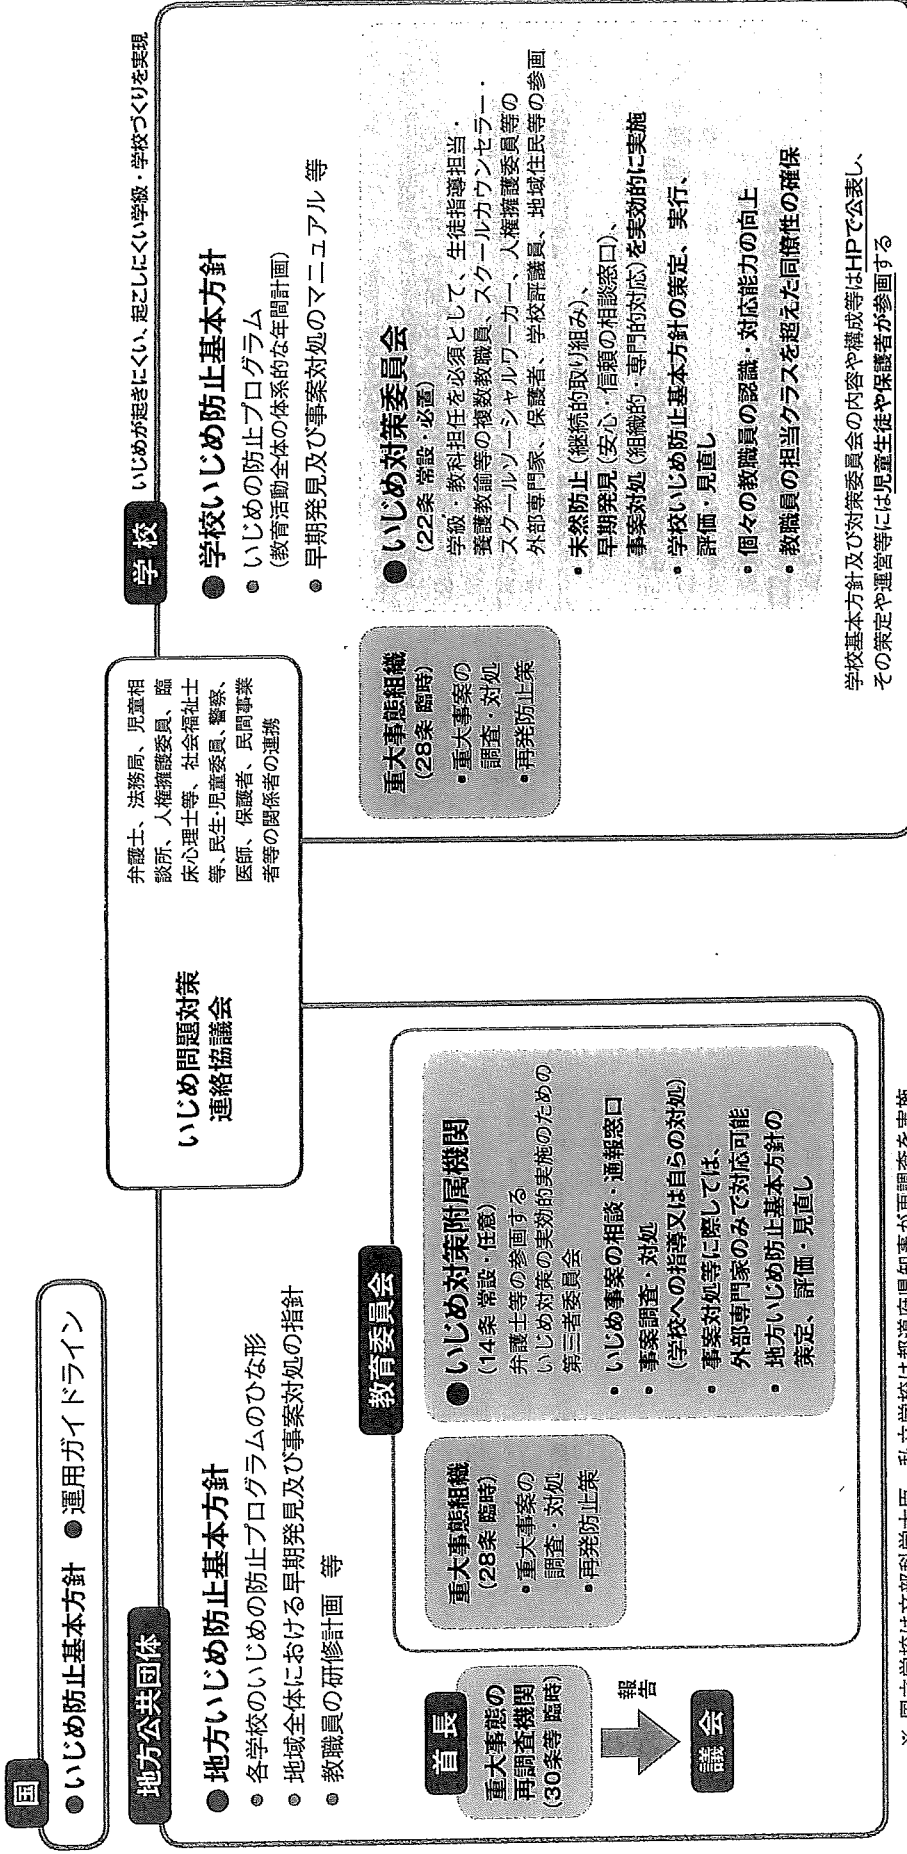 国
● いじめ防止基本方針 ● 運用ガイドライン
地方公共団体
● 地方いじめ防止基本方針
● 各学校のいじめの防止プログラムのひな形
● 地域全体における早期発見及び事案対処の指針
● 教職員の研修計画 等
首長
重大事態の
再調査機関
(30条等 臨時)
報告
議会
教育委員会
重大事態組織
(28条 臨時)
• 重大事案の
調査・対処
• 再発防止策
● いじめ対策附属機関
(14条 常設・任意)
弁護士等の参画する
いじめ対策の実効的実施のための
第三者委員会
• いじめ事案の相談・通報窓口
• 事案調査・対処
(学校への指導又は自らの対処)
• 事案対処等に際しては、
外部専門家のみで対応可能
• 地方いじめ防止基本方針の
策定、評価・見直し
いじめ問題対策
連絡協議会
弁護士、法務局、児童相
談所、人権擁護委員、臨
床心理士等、社会福祉士
等、民生・児童委員、警察、
医師、保護者、民間事業
者等の関係者の連携
学校
いじめが起きにくい、起こしにくい学級・学校づくりを実現
● 学校いじめ防止基本方針
● いじめの防止プログラム
(教育活動全体の体系的な年間計画)
● 早期発見及び事案対処のマニュアル 等
重大事態組織
(28条 臨時)
• 重大事案の
調査・対処
• 再発防止策
● いじめ対策委員会
(22条 常設・必置)
学級・教科担任を必須として、生徒指導担当・
養護教諭等の複数教職員、スクールカウンセラー・
スクールソーシャルワーカー、人権擁護委員等の
外部専門家、保護者、学校評議員、地域住民等の参画
• 未然防止(継続的取り組み)、
早期発見(安心・信頼の相談窓口)、
事案対処(組織的・専門的対応)を実効的に実施
• 学校いじめ防止基本方針の策定、実行、
評価・見直し
• 個々の教職員の認識・対応能力の向上
• 教職員の担当クラスを超えた同僚性の確保
学校基本方針及び対策委員会の内容や構成等はHPで公表し、
その策定や運営等には児童生徒や保護者が参画する